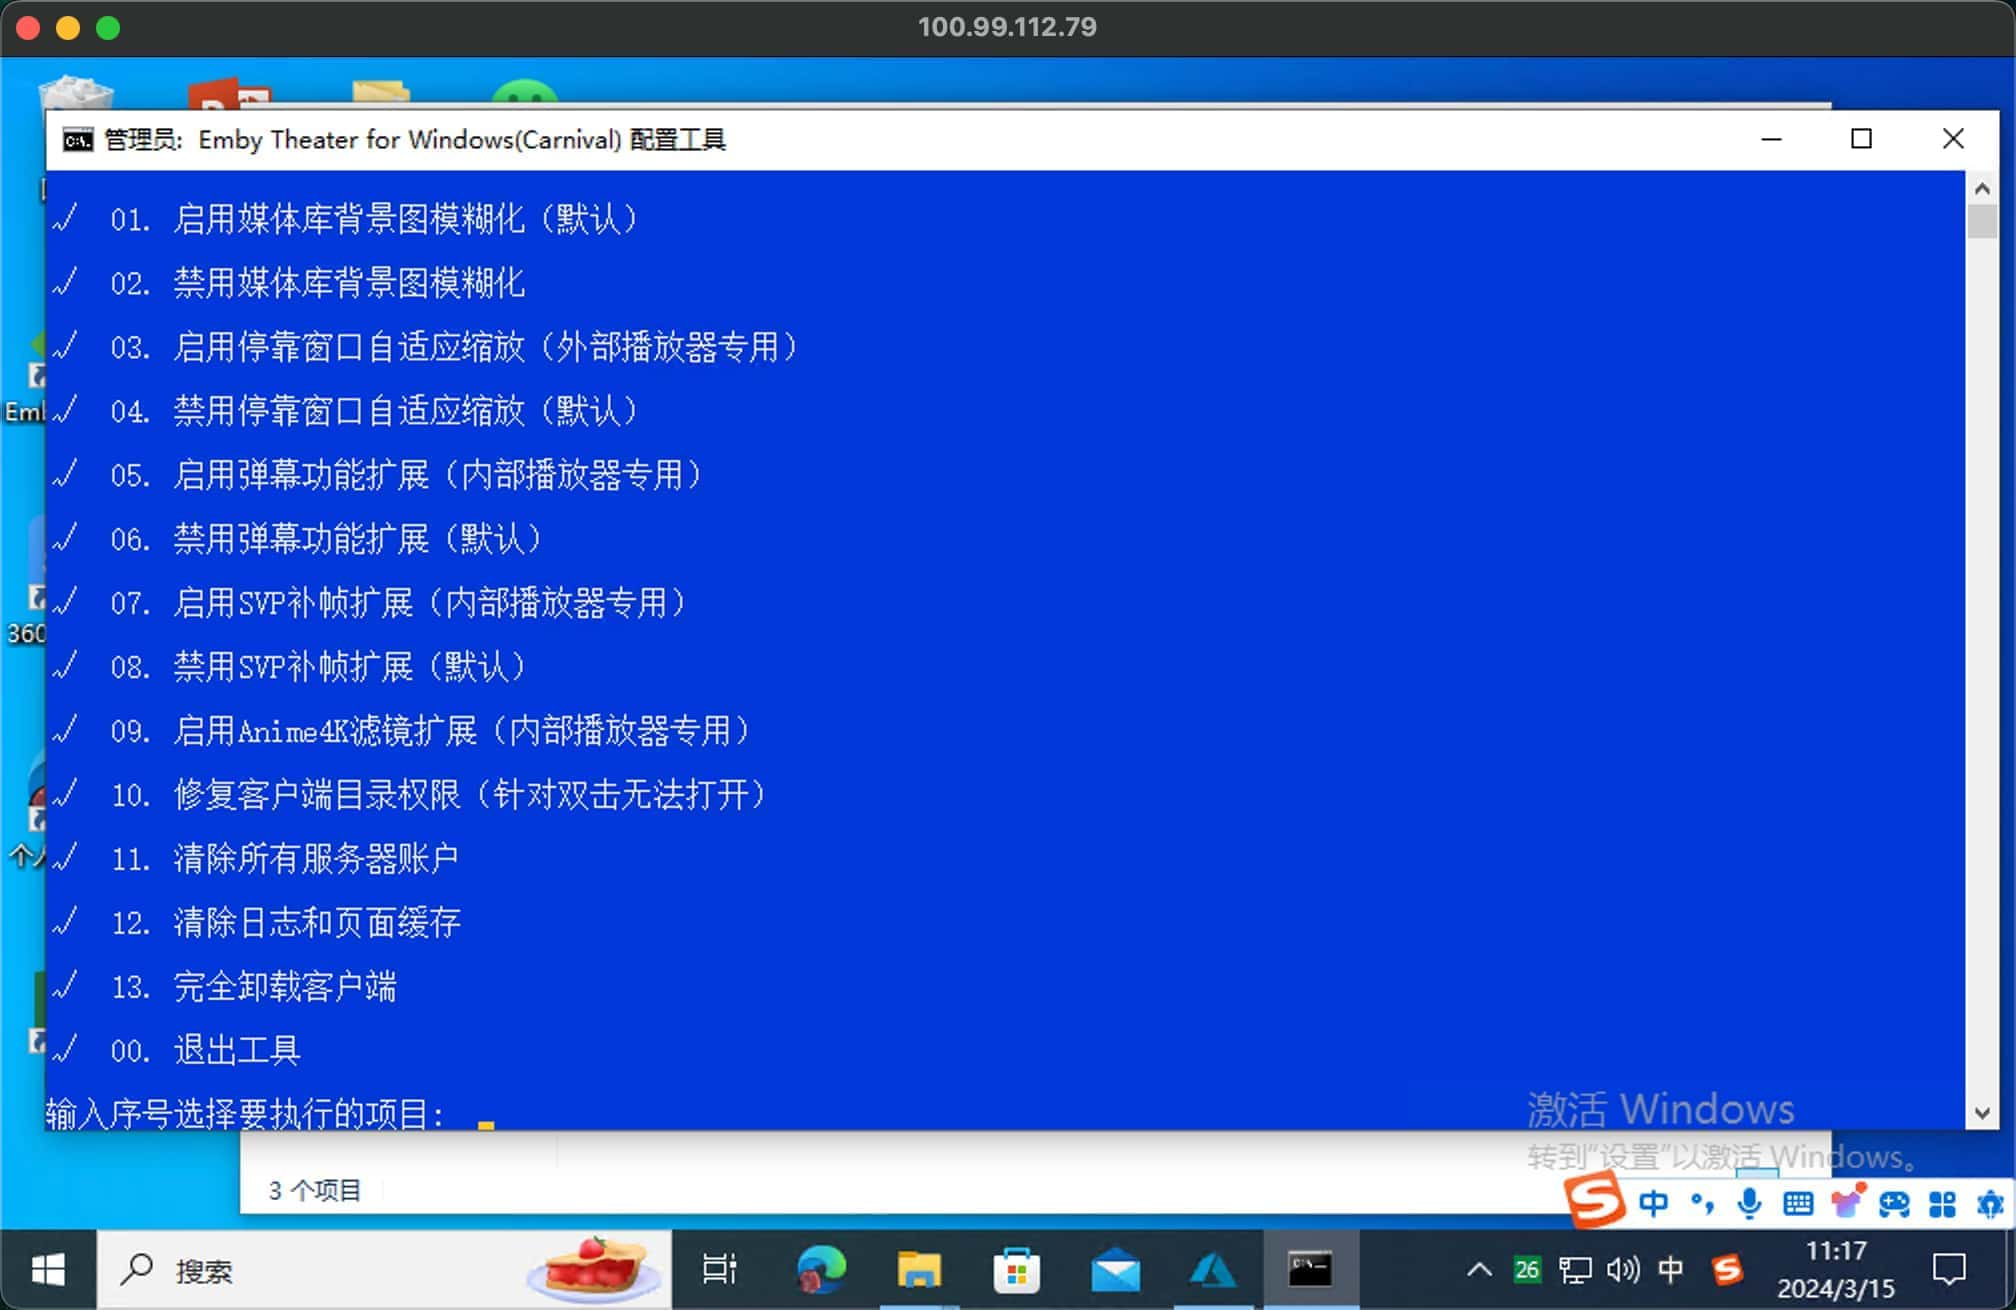 100.99.112.79
管理员: Emby Theater for Windows(Carnival) 配置工具
√ 01. 启用媒体库背景图模糊化（默认）
√ 02. 禁用媒体库背景图模糊化
√ 03. 启用停靠窗口自适应缩放（外部播放器专用）
√ 04. 禁用停靠窗口自适应缩放（默认）
√ 05. 启用弹幕功能扩展（内部播放器专用）
√ 06. 禁用弹幕功能扩展（默认）
√ 07. 启用SVP补帧扩展（内部播放器专用）
√ 08. 禁用SVP补帧扩展（默认）
√ 09. 启用Anime4K滤镜扩展（内部播放器专用）
√ 10. 修复客户端目录权限（针对双击无法打开）
√ 11. 清除所有服务器账户
√ 12. 清除日志和页面缓存
√ 13. 完全卸载客户端
√ 00. 退出工具
输入序号选择要执行的项目：
Emb
360
个人
激活 Windows
转到"设置"以激活 Windows。
3 个项目
中
搜索
26
中
11:17
2024/3/15